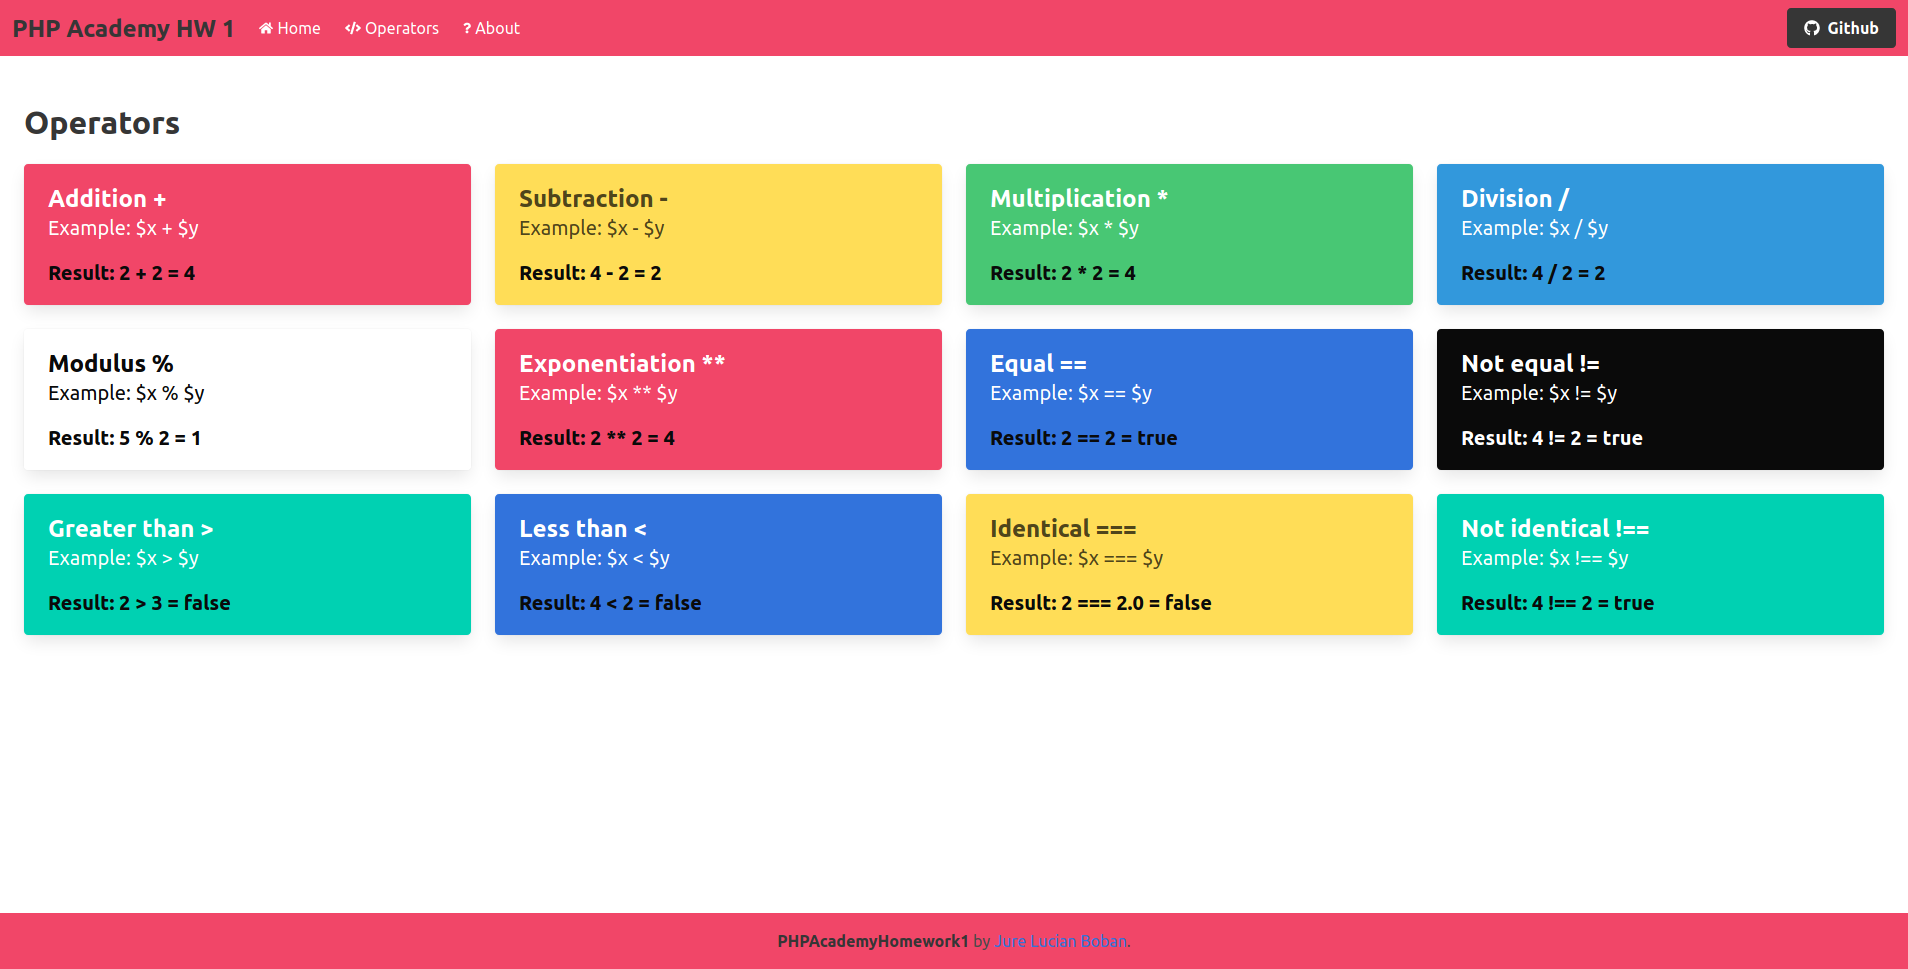 PHP Academy HW 1 Home Operators ? About Github
Operators
Addition +
Example: $x + $y
Result: 2 + 2 = 4
Subtraction -
Example: $x - $y
Result: 4 - 2 = 2
Multiplication *
Example: $x * $y
Result: 2 * 2 = 4
Division /
Example: $x / $y
Result: 4 / 2 = 2
Modulus %
Example: $x % $y
Result: 5 % 2 = 1
Exponentiation **
Example: $x ** $y
Result: 2 ** 2 = 4
Equal ==
Example: $x == $y
Result: 2 == 2 = true
Not equal !=
Example: $x != $y
Result: 4 != 2 = true
Greater than >
Example: $x > $y
Result: 2 > 3 = false
Less than <
Example: $x < $y
Result: 4 < 2 = false
Identical ===
Example: $x === $y
Result: 2 === 2.0 = false
Not identical !==
Example: $x !== $y
Result: 4 !== 2 = true
PHPAcademyHomework1 by Jure Lucian Boban.